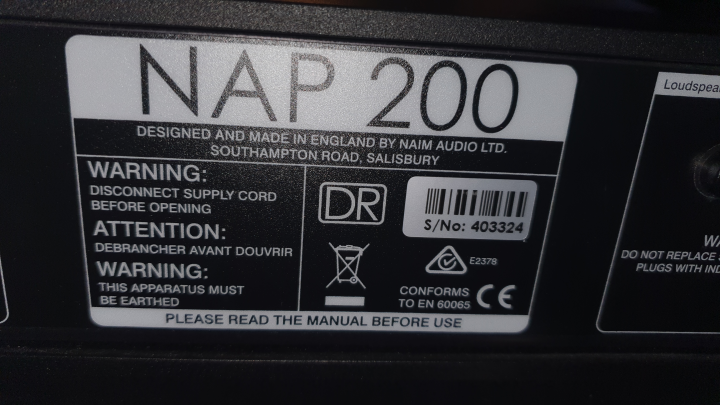 NAP 200
DESIGNED AND MADE IN ENGLAND BY NAIM AUDIO LTD.
SOUTHAMPTON ROAD, SALISBURY
WARNING:
DISCONNECT SUPPLY CORD
BEFORE OPENING
ATTENTION:
DEBRANCHER AVANT DOUVRIR
WARNING:
THIS APPARATUS MUST
BE EARTHED
DR
S/No: 403324
E2378
CONFORMS
TO EN 60065 CE
PLEASE READ THE MANUAL BEFORE USE
DO NOT REPLACE
PLUGS WITH